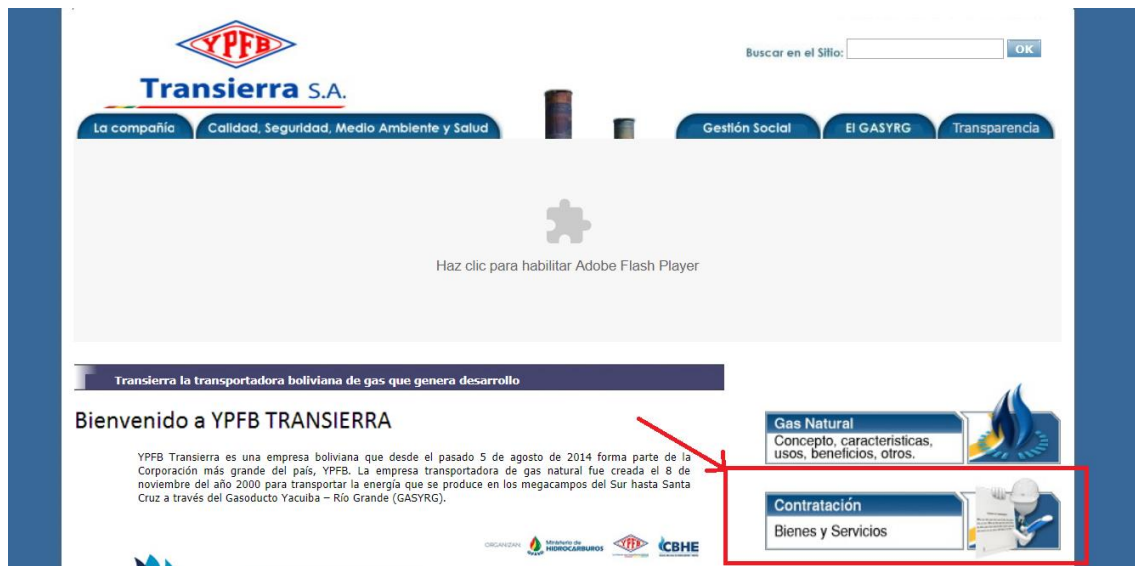 YPFB
Transierra S.A.
Buscar en el Sitio:
OK
La compañía
Calidad, Seguridad, Medio Ambiente y Salud
Gestión Social
El GASYRG
Transparencia
Haz clic para habilitar Adobe Flash Player
Transierra la transportadora boliviana de gas que genera desarrollo
Bienvenido a YPFB TRANSIERRA
YPFB Transierra es una empresa boliviana que desde el pasado 5 de agosto de 2014 forma parte de la
Corporación más grande del país, YPFB. La empresa transportadora de gas natural fue creada el 8 de
noviembre del año 2000 para transportar la energía que se produce en los megacampos del Sur hasta Santa
Cruz a través del Gasoducto Yacuiba – Río Grande (GASYRG).
Gas Natural
Concepto, caracteristicas,
usos, beneficios, otros.
Contratación
Bienes y Servicios
ORGANIZAN
Ministerio de
HIDROCARBUROS
YPFB
CBHE